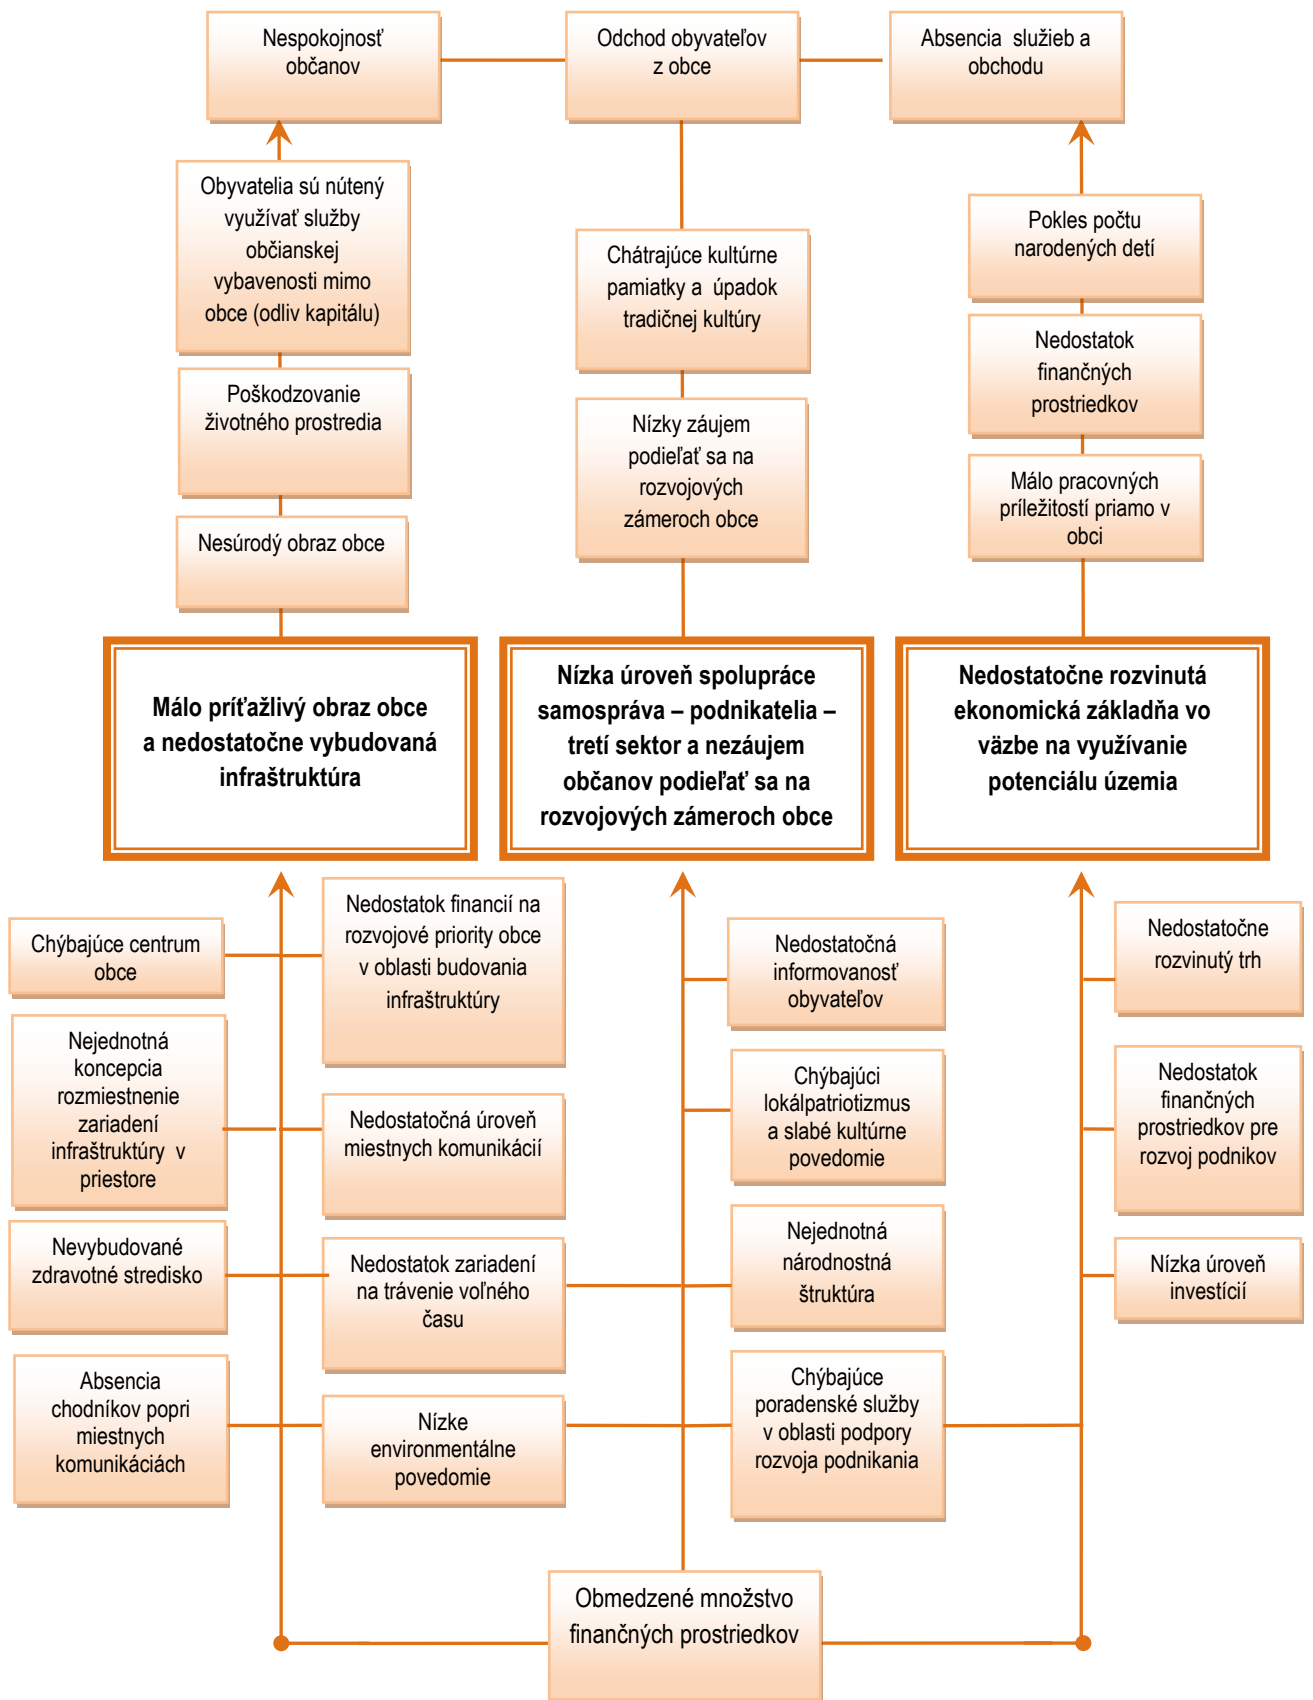 Nespokojnosť
občanov
Odchod obyvateľov
z obce
Absencia služieb a
obchodu
Obyvatelia sú nútený
využívať služby
občianskej
vybavenosti mimo
obce (odliv kapitálu)
Chátrajúce kultúrne
pamiatky a úpadok
tradičnej kultúry
Pokles počtu
narodených detí
Nedostatok
finančných
prostriedkov
Poškodzovanie
životného prostredia
Nízky záujem
podieľať sa na
rozvojových
zámeroch obce
Málo pracovných
príležitostí priamo v
obci
Nesúrodý obraz obce
Málo príťažlivý obraz obce
a nedostatočne vybudovaná
infraštruktúra
Nízka úroveň spolupráce
samospráva – podnikatelia –
tretí sektor a nezáujem
občanov podieľať sa na
rozvojových zámeroch obce
Nedostatočne rozvinutá
ekonomická základňa vo
väzbe na využívanie
potenciálu územia
Chýbajúce centrum
obce
Nedostatok financií na
rozvojové priority obce
v oblasti budovania
infraštruktúry
Nedostatočná
informovanosť
obyvateľov
Nedostatočne
rozvinutý trh
Nejednotná
koncepcia
rozmiestnenie
zariadení
infraštruktúry v
priestore
Nedostatočná úroveň
miestnych komunikácií
Chýbajúci
lokálpatriotizmus
a slabé kultúrne
povedomie
Nedostatok
finančných
prostriedkov pre
rozvoj podnikov
Nevybudované
zdravotné stredisko
Nedostatok zariadení
na trávenie voľného
času
Nejednotná
národnostná
štruktúra
Nízka úroveň
investícií
Absencia
chodníkov popri
miestnych
komunikáciách
Nízke
environmentálne
povedomie
Chýbajúce
poradenské služby
v oblasti podpory
rozvoja podnikania
Obmedzené množstvo
finančných prostriedkov